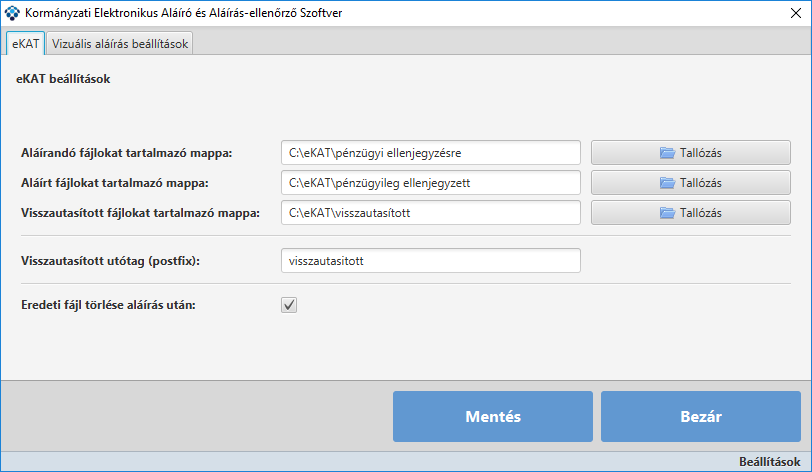 Kormányzati Elektronikus Aláíró és Aláírás-ellenőrző Szoftver
eKAT Vizuális aláírás beállítások
eKAT beállítások
Aláírandó fájlokat tartalmazó mappa: C:\eKAT\pénzügyi ellenjegyzésre Tallózás
Aláírt fájlokat tartalmazó mappa: C:\eKAT\pénzügyileg ellenjegyzett Tallózás
Visszautasított fájlokat tartalmazó mappa: C:\eKAT\visszautasított Tallózás
Visszautasított utótag (postfix): visszautasitott
Eredeti fájl törlése aláírás után:
Mentés Bezár
Beállítások